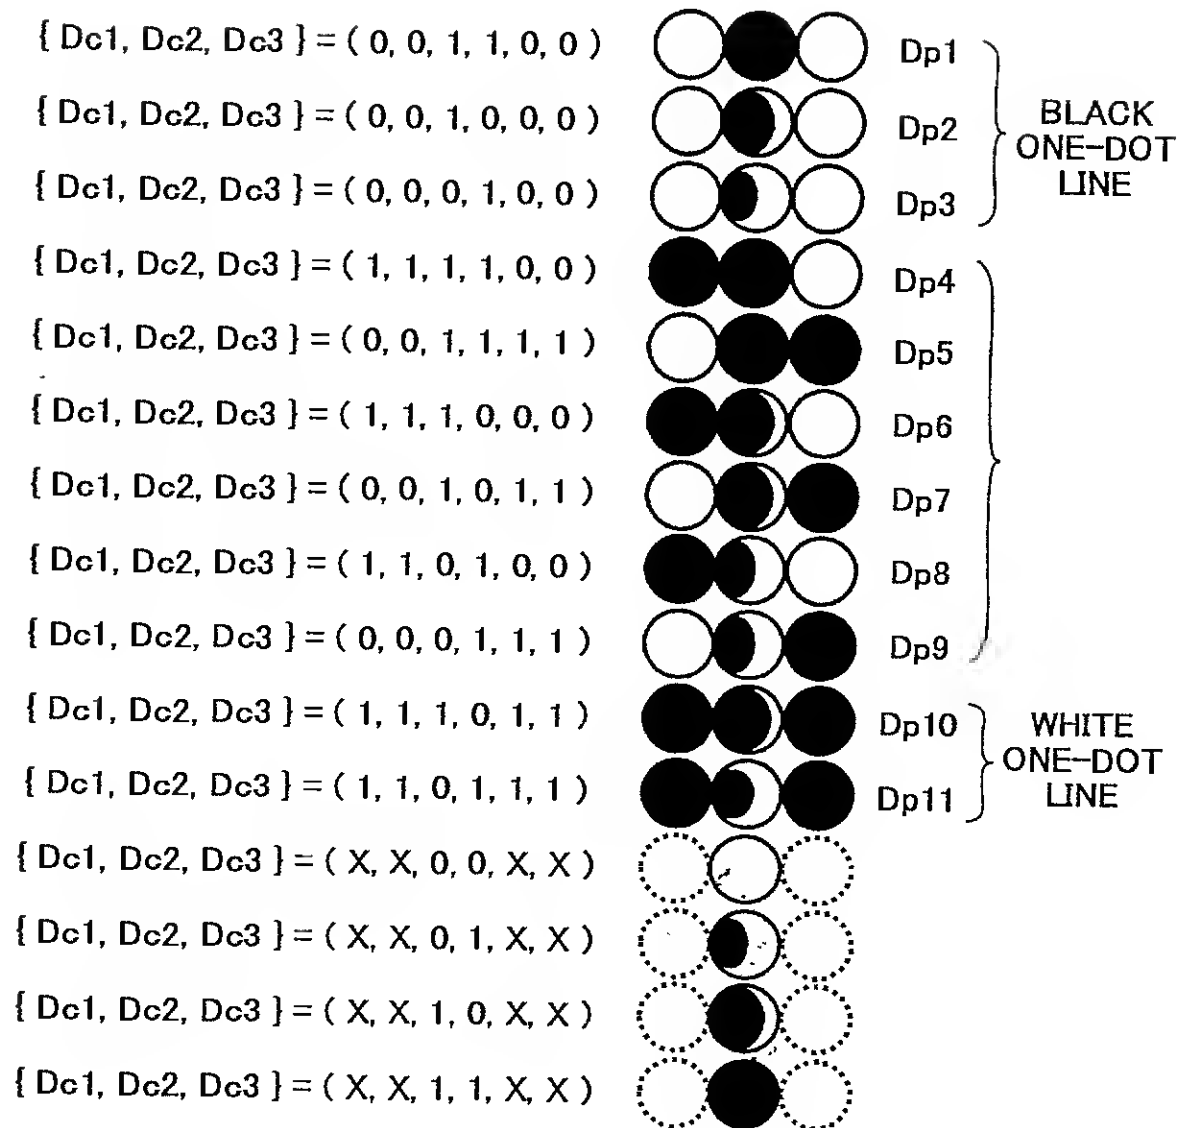 { Dc1, Dc2, Dc3 } = ( 0, 0, 1, 1, 0, 0 ) Dp1
{ Dc1, Dc2, Dc3 } = ( 0, 0, 1, 0, 0, 0 ) Dp2
{ Dc1, Dc2, Dc3 } = ( 0, 0, 0, 1, 0, 0 ) Dp3
BLACK
ONE-DOT
LINE
{ Dc1, Dc2, Dc3 } = ( 1, 1, 1, 1, 0, 0 ) Dp4
{ Dc1, Dc2, Dc3 } = ( 0, 0, 1, 1, 1, 1 ) Dp5
{ Dc1, Dc2, Dc3 } = ( 1, 1, 1, 0, 0, 0 ) Dp6
{ Dc1, Dc2, Dc3 } = ( 0, 0, 1, 0, 1, 1 ) Dp7
{ Dc1, Dc2, Dc3 } = ( 1, 1, 0, 1, 0, 0 ) Dp8
{ Dc1, Dc2, Dc3 } = ( 0, 0, 0, 1, 1, 1 ) Dp9
{ Dc1, Dc2, Dc3 } = ( 1, 1, 1, 0, 1, 1 ) Dp10
{ Dc1, Dc2, Dc3 } = ( 1, 1, 0, 1, 1, 1 ) Dp11
WHITE
ONE-DOT
LINE
{ Dc1, Dc2, Dc3 } = ( X, X, 0, 0, X, X )
{ Dc1, Dc2, Dc3 } = ( X, X, 0, 1, X, X )
{ Dc1, Dc2, Dc3 } = ( X, X, 1, 0, X, X )
{ Dc1, Dc2, Dc3 } = ( X, X, 1, 1, X, X )